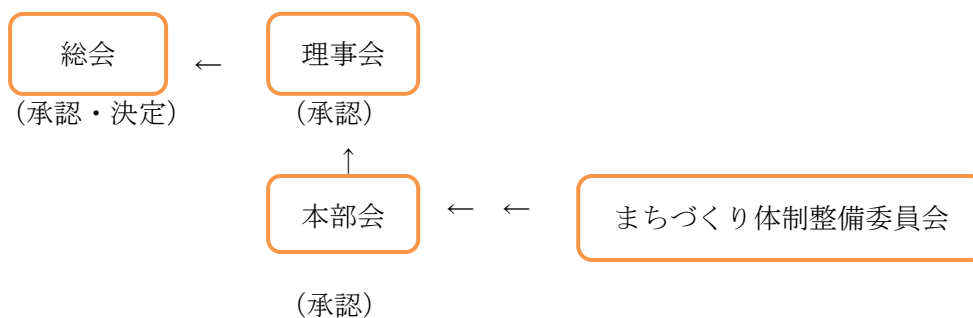 総会 ← 理事会
(承認・決定) (承認)
↑
本部会 ← ← まちづくり体制整備委員会
(承認)